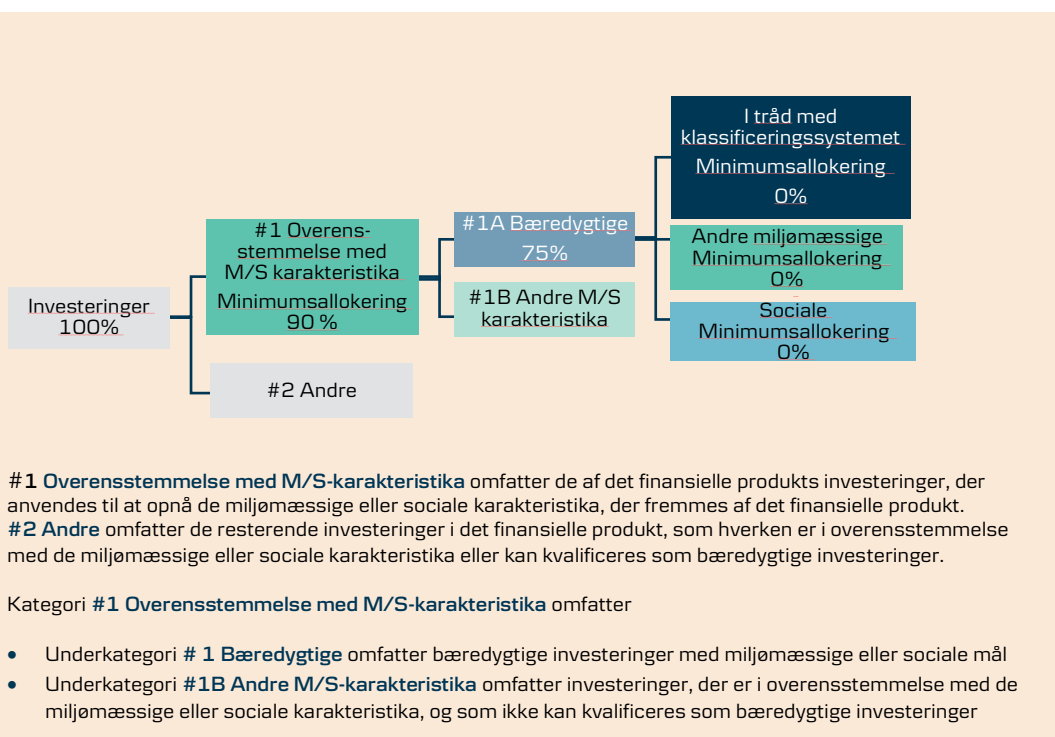 Investeringer
100%
#1 Overens-
stemmelse med
M/S karakteristika
Minimumsallokering
90 %
#2 Andre
#1A Bæredygtige
75%
#1B Andre M/S
karakteristika
I tråd med
klassificeringssystemet
Minimumsallokering
0%
Andre miljømæssige
Minimumsallokering
0%
Sociale
Minimumsallokering
0%
#1 Overensstemmelse med M/S-karakteristika omfatter de af det finansielle produkts investeringer, der
anvendes til at opnå de miljømæssige eller sociale karakteristika, der fremmes af det finansielle produkt.
#2 Andre omfatter de resterende investeringer i det finansielle produkt, som hverken er i overensstemmelse
med de miljømæssige eller sociale karakteristika eller kan kvalificeres som bæredygtige investeringer.
Kategori #1 Overensstemmelse med M/S-karakteristika omfatter
• Underkategori # 1 Bæredygtige omfatter bæredygtige investeringer med miljømæssige eller sociale mål
• Underkategori #1B Andre M/S-karakteristika omfatter investeringer, der er i overensstemmelse med de
miljømæssige eller sociale karakteristika, og som ikke kan kvalificeres som bæredygtige investeringer